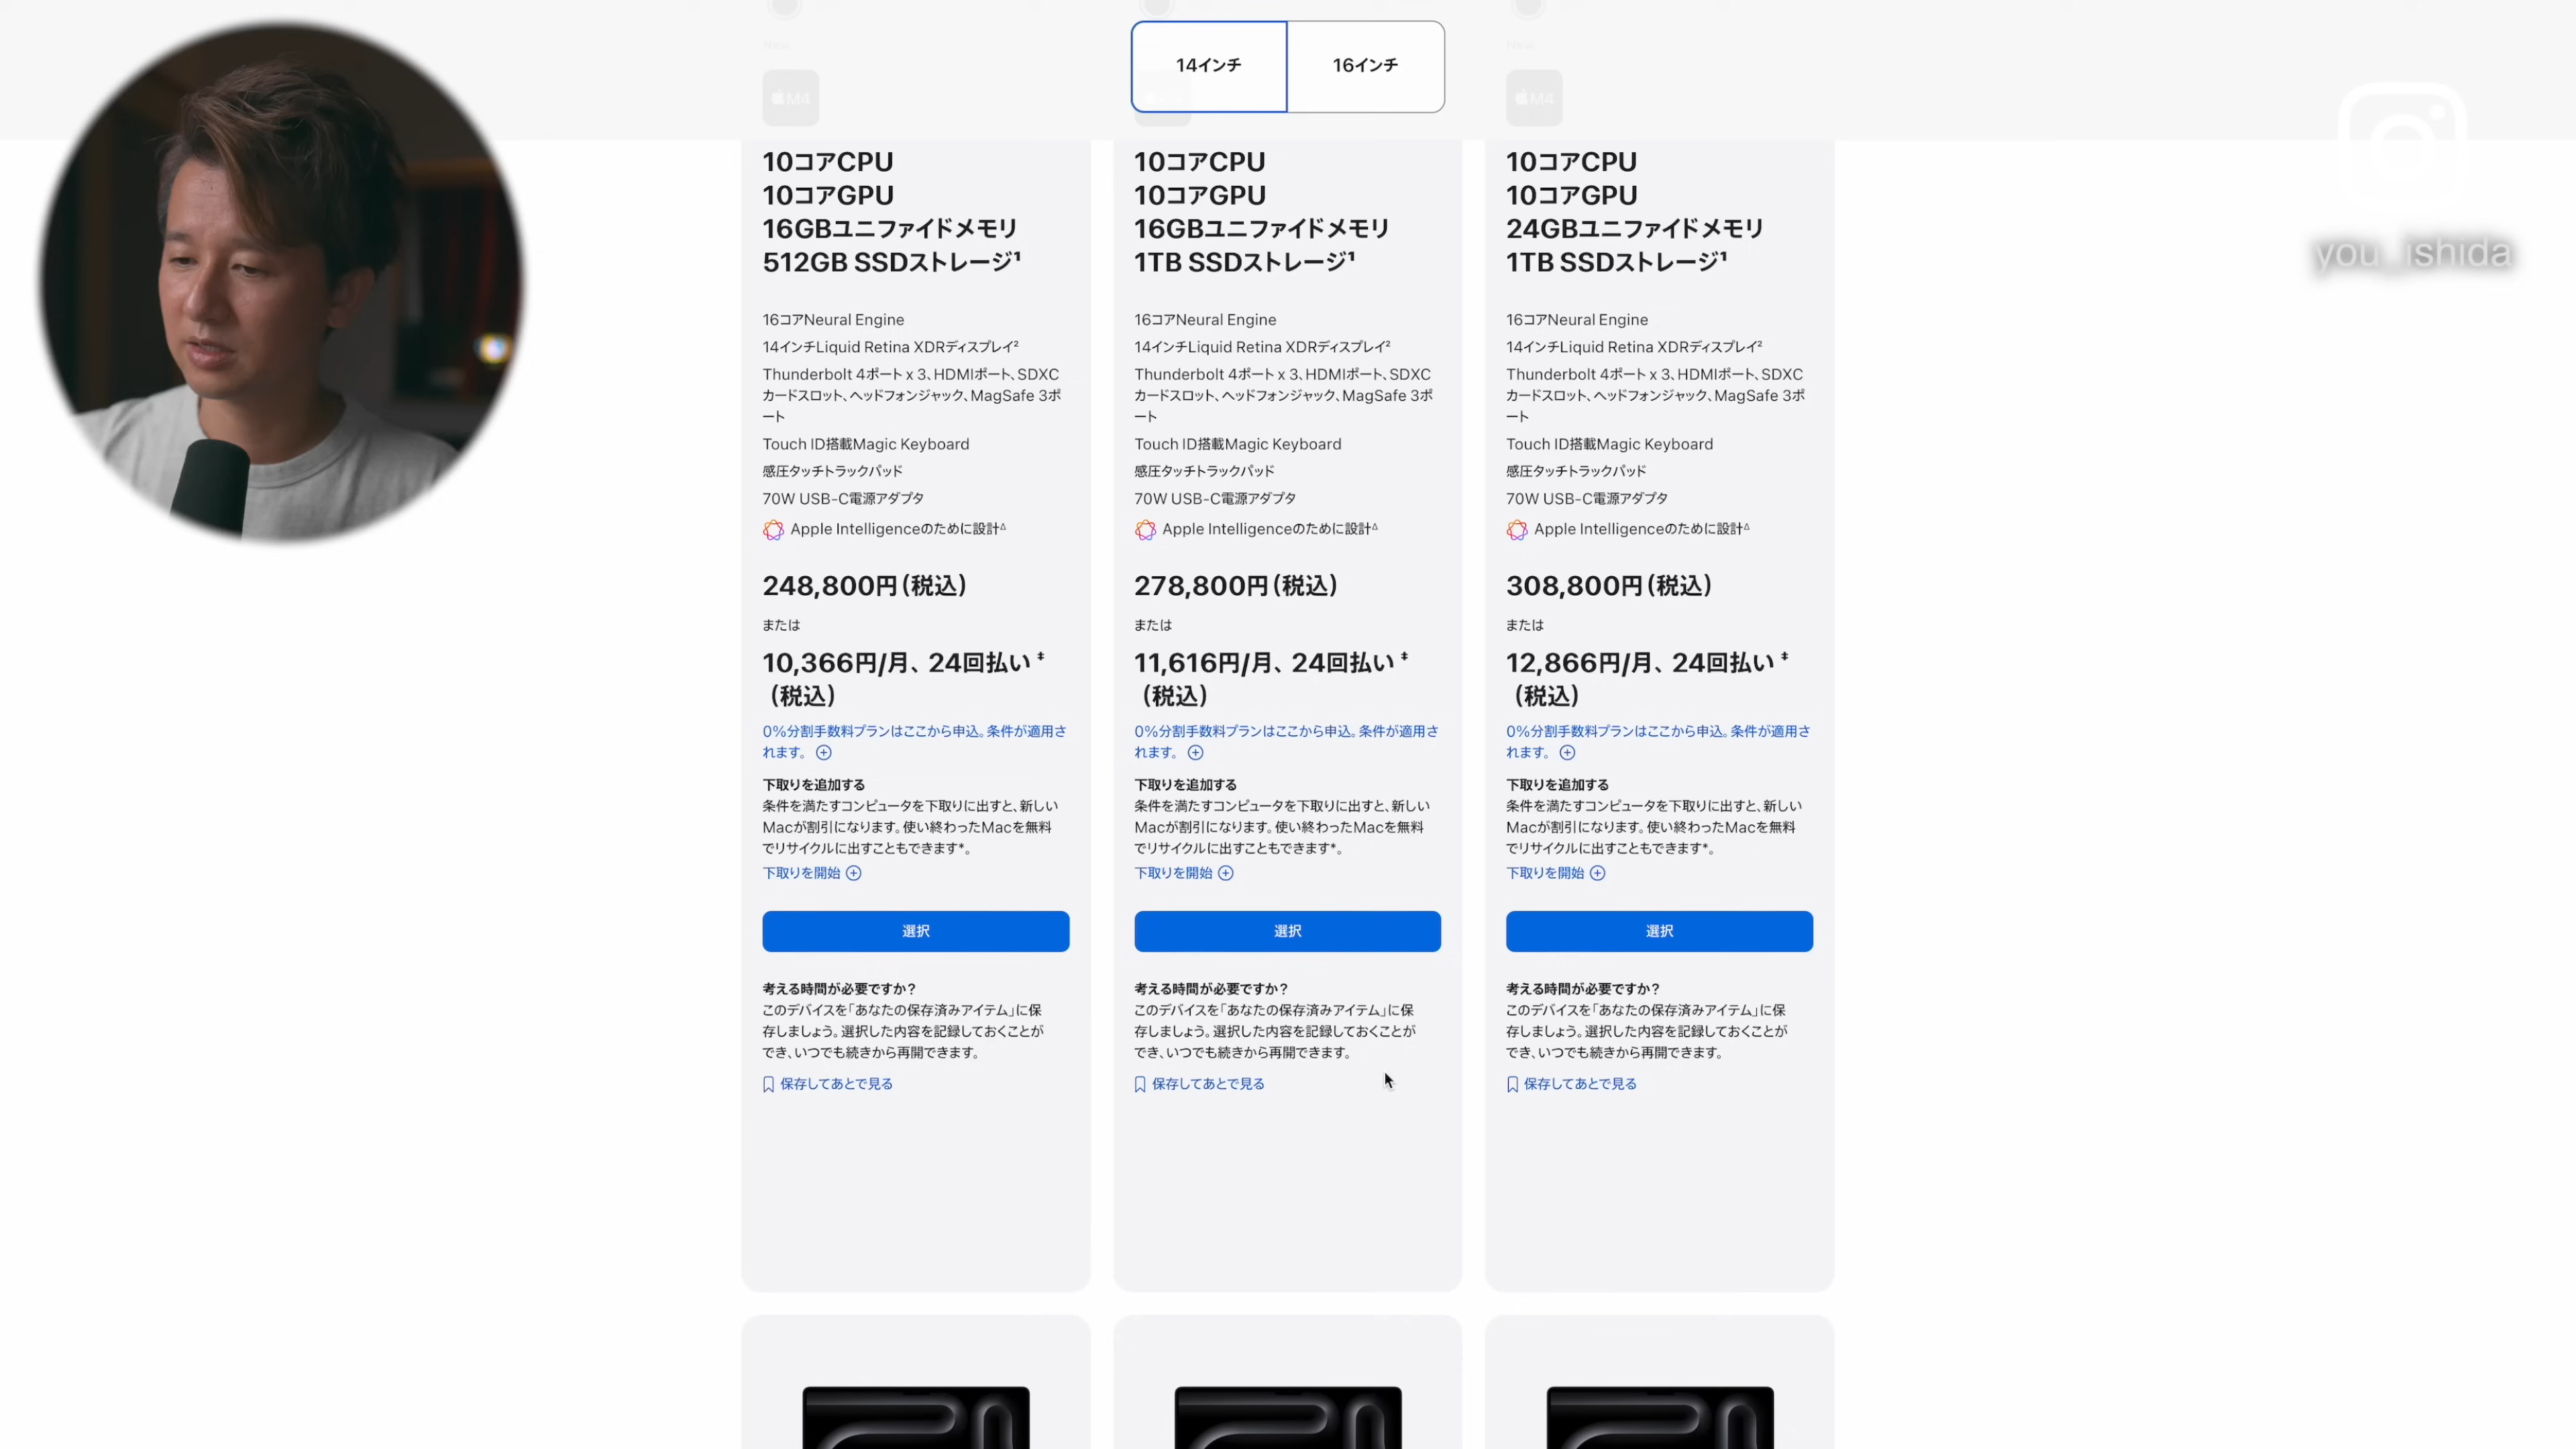 14インチ
16インチ
New
M4
10コアCPU
10コアGPU
16GBユニファイドメモリ
512GB SSDストレージ¹
16コアNeural Engine
14インチLiquid Retina XDRディスプレイ²
Thunderbolt 4ポート x 3、HDMIポート、SDXC
カードスロット、ヘッドフォンジャック、MagSafe 3ポ
ート
Touch ID搭載Magic Keyboard
感圧タッチトラックパッド
70W USB-C電源アダプタ
Apple Intelligenceのために設計△
248,800円(税込)
または
10,366円/月、24回払い‡
(税込)
0%分割手数料プランはここから申込。条件が適用さ
れます。
下取りを追加する
条件を満たすコンピュータを下取りに出すと、新しい
Macが割引になります。使い終わったMacを無料
でリサイクルに出すこともできます*。
下取りを開始
選択
考える時間が必要ですか？
このデバイスを「あなたの保存済みアイテム」に保
存しましょう。選択した内容を記録しておくことが
でき、いつでも続きから再開できます。
保存してあとで見る
10コアCPU
10コアGPU
16GBユニファイドメモリ
1TB SSDストレージ¹
16コアNeural Engine
14インチLiquid Retina XDRディスプレイ²
Thunderbolt 4ポート x 3、HDMIポート、SDXC
カードスロット、ヘッドフォンジャック、MagSafe 3ポ
ート
Touch ID搭載Magic Keyboard
感圧タッチトラックパッド
70W USB-C電源アダプタ
Apple Intelligenceのために設計△
278,800円(税込)
または
11,616円/月、24回払い‡
(税込)
0%分割手数料プランはここから申込。条件が適用さ
れます。
下取りを追加する
条件を満たすコンピュータを下取りに出すと、新しい
Macが割引になります。使い終わったMacを無料
でリサイクルに出すこともできます*。
下取りを開始
選択
考える時間が必要ですか？
このデバイスを「あなたの保存済みアイテム」に保
存しましょう。選択した内容を記録しておくことが
でき、いつでも続きから再開できます。
保存してあとで見る
New
M4
10コアCPU
10コアGPU
24GBユニファイドメモリ
1TB SSDストレージ¹
16コアNeural Engine
14インチLiquid Retina XDRディスプレイ²
Thunderbolt 4ポート x 3、HDMIポート、SDXC
カードスロット、ヘッドフォンジャック、MagSafe 3ポ
ート
Touch ID搭載Magic Keyboard
感圧タッチトラックパッド
70W USB-C電源アダプタ
Apple Intelligenceのために設計△
308,800円(税込)
または
12,866円/月、24回払い‡
(税込)
0%分割手数料プランはここから申込。条件が適用さ
れます。
下取りを追加する
条件を満たすコンピュータを下取りに出すと、新しい
Macが割引になります。使い終わったMacを無料
でリサイクルに出すこともできます*。
下取りを開始
選択
考える時間が必要ですか？
このデバイスを「あなたの保存済みアイテム」に保
存しましょう。選択した内容を記録しておくことが
でき、いつでも続きから再開できます。
保存してあとで見る
you_ishida